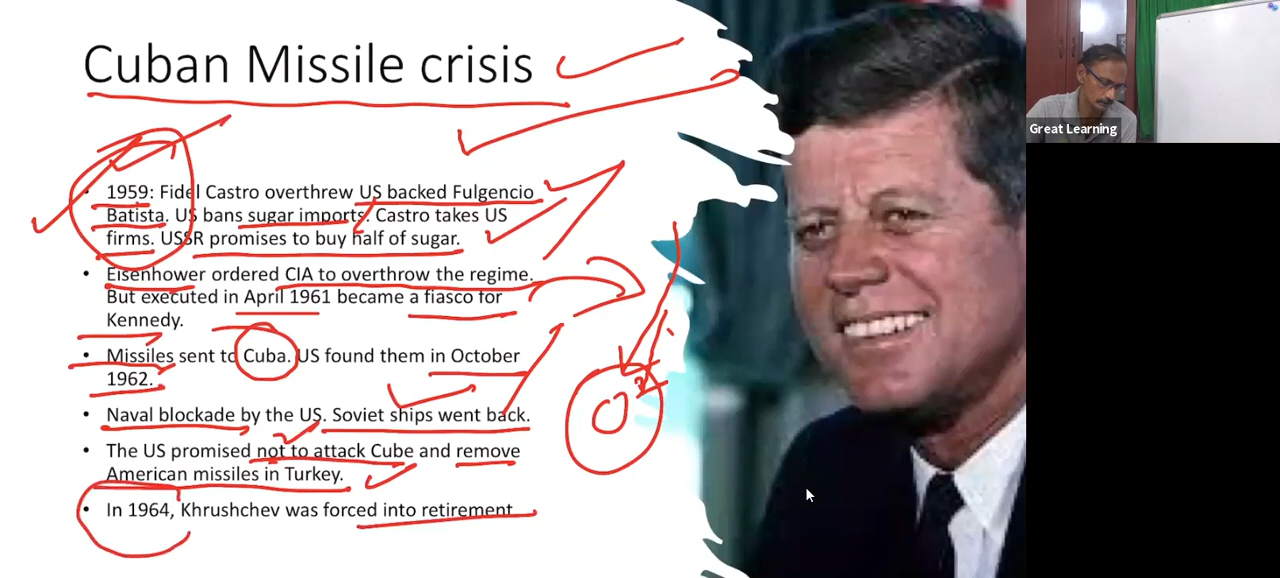 Cuban Missile crisis
Great Learning
• 1959: Fidel Castro overthrew US backed Fulgencio
Batista. US bans sugar imports. Castro takes US
firms. USSR promises to buy half of sugar.
• Eisenhower ordered CIA to overthrow the regime.
But executed in April 1961 became a fiasco for
Kennedy.
• Missiles sent to Cuba. US found them in October
1962.
• Naval blockade by the US. Soviet ships went back.
• The US promised not to attack Cube and remove
American missiles in Turkey.
• In 1964, Khrushchev was forced into retirement